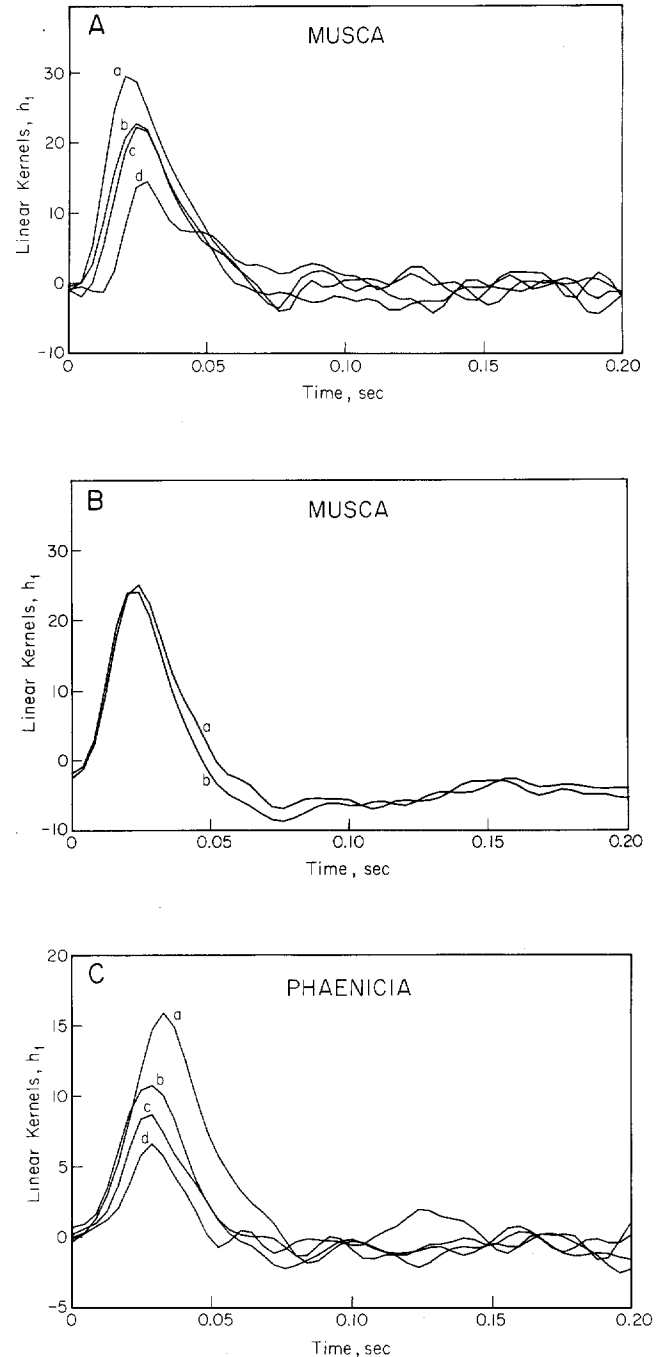 A
MUSCA
Linear Kernels, h₁
30
20
10
0
-10
a
b
c
d
0
0.05
0.10
0.15
0.20
Time, sec
B
MUSCA
Linear Kernels, h₁
30
20
10
0
-10
a
b
0
0.05
0.10
0.15
0.20
Time, sec
C
PHAENICIA
Linear Kernels, h₁
20
15
10
5
0
-5
a
b
c
d
0
0.05
0.10
0.15
0.20
Time, sec